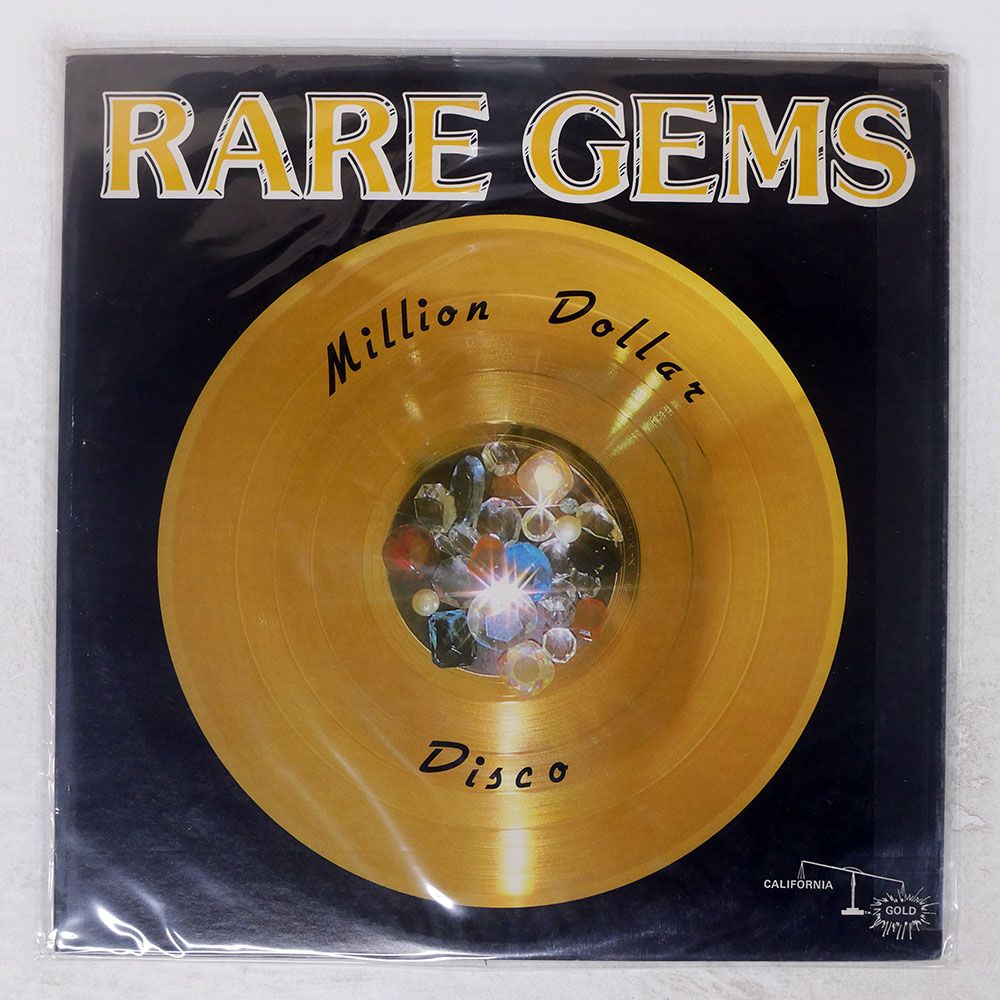 RARE GEMS
Million Dollar
Disco
CALIFORNIA
GOLD